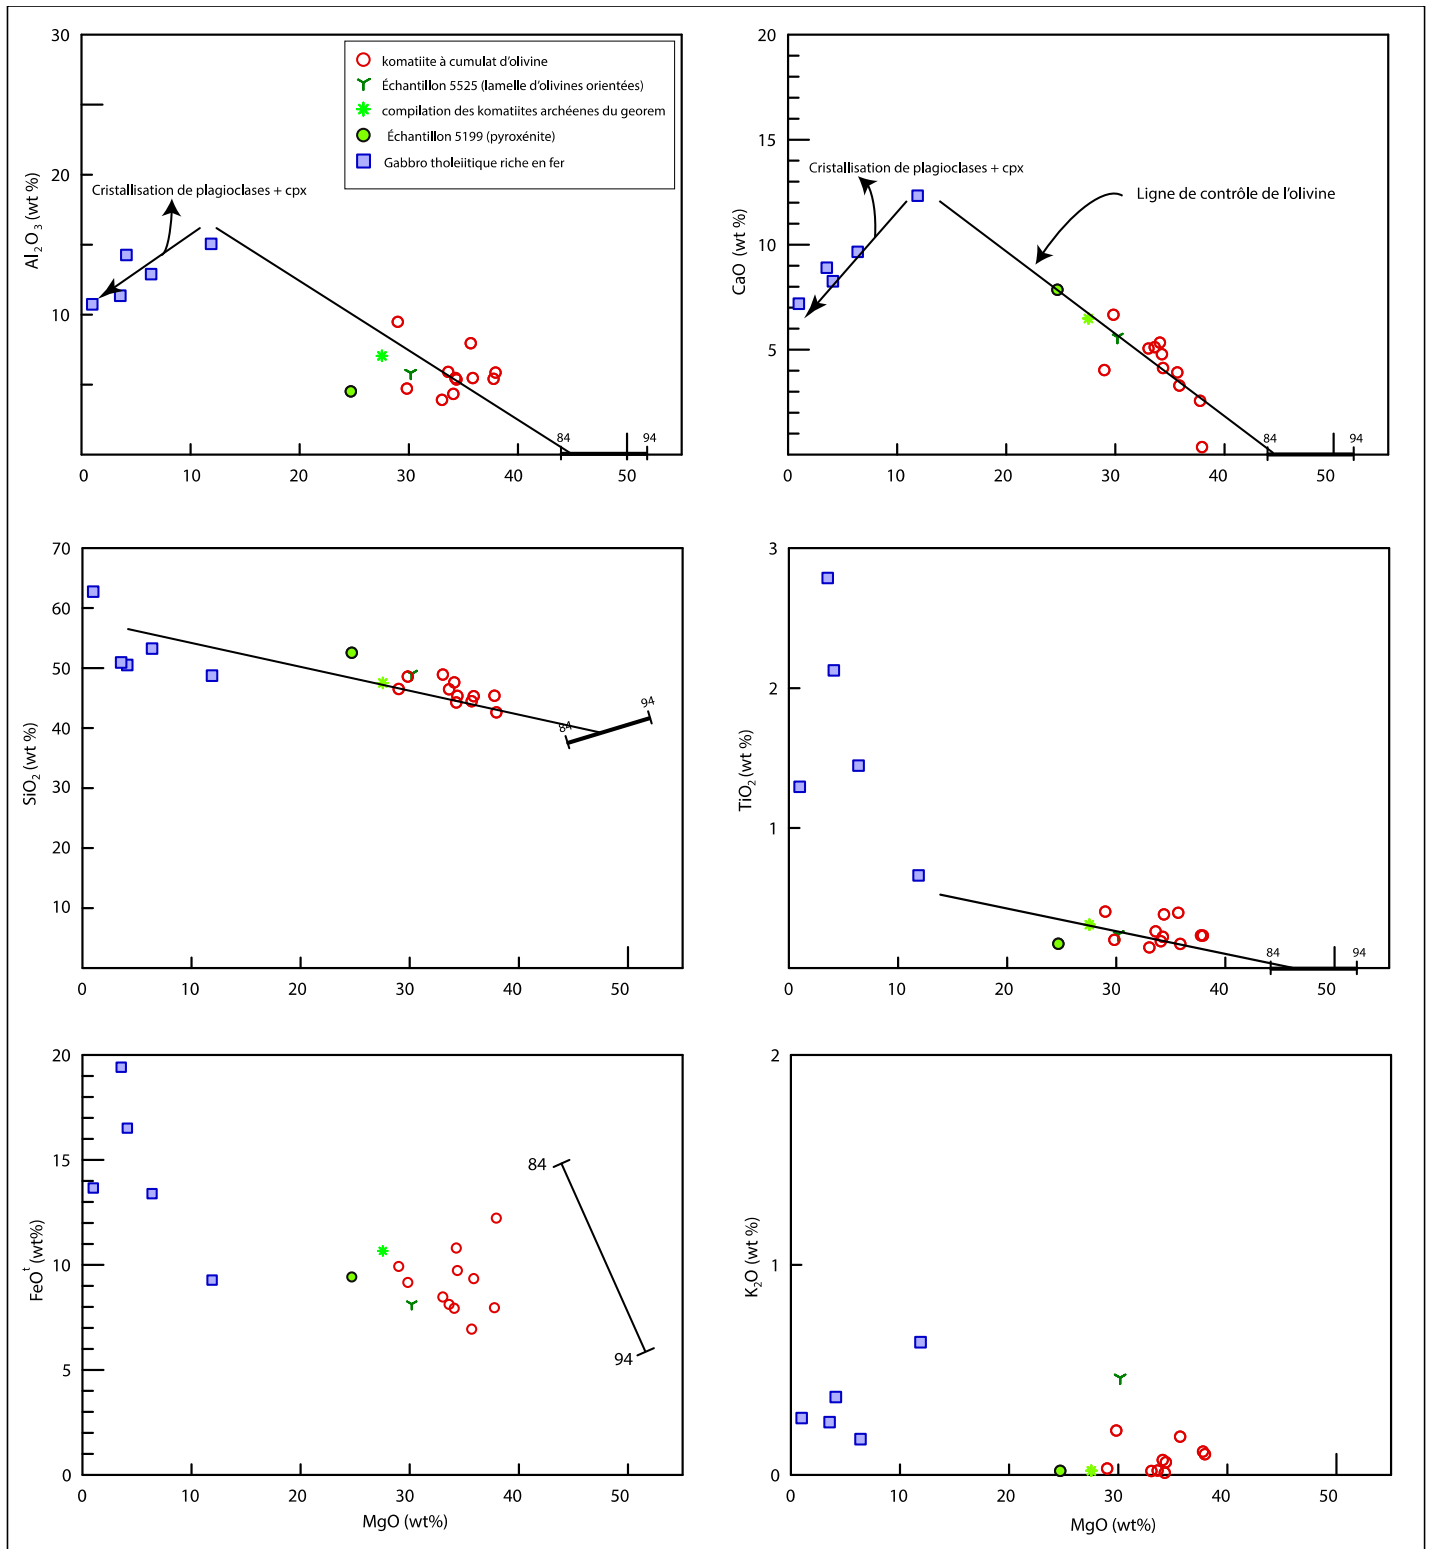 30
20
10
Al2O3 (wt %)
komatiite à cumulat d'olivine
Échantillon 5525 (lamelle d'olivines orientées)
compilation des komatiites archéenes du georem
Échantillon 5199 (pyroxénite)
Gabbro tholeiitique riche en fer
Cristallisation de plagioclases + cpx
84
94
0 10 20 30 40 50
20
15
10
5
0
CaO (wt %)
Cristallisation de plagioclases + cpx
Ligne de contrôle de l'olivine
84
94
0 10 20 30 40 50
70
60
50
40
30
20
10
SiO2 (wt %)
84
94
0 10 20 30 40 50
3
2
1
TiO2 (wt %)
84
94
0 10 20 30 40 50
20
15
10
5
0
FeOt (wt%)
84
94
0 10 20 30 40 50
MgO (wt%)
2
1
0
K2O (wt %)
0 10 20 30 40 50
MgO (wt%)